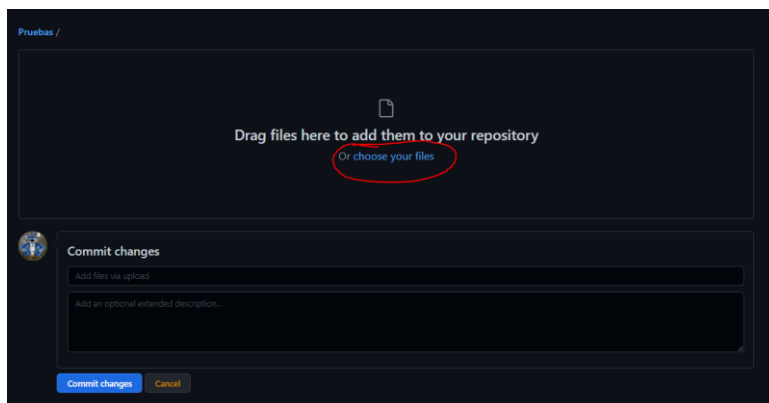 Pruebas /
Drag files here to add them to your repository
Or choose your files
Commit changes
Add files via upload
Add an optional extended description...
Commit changes Cancel